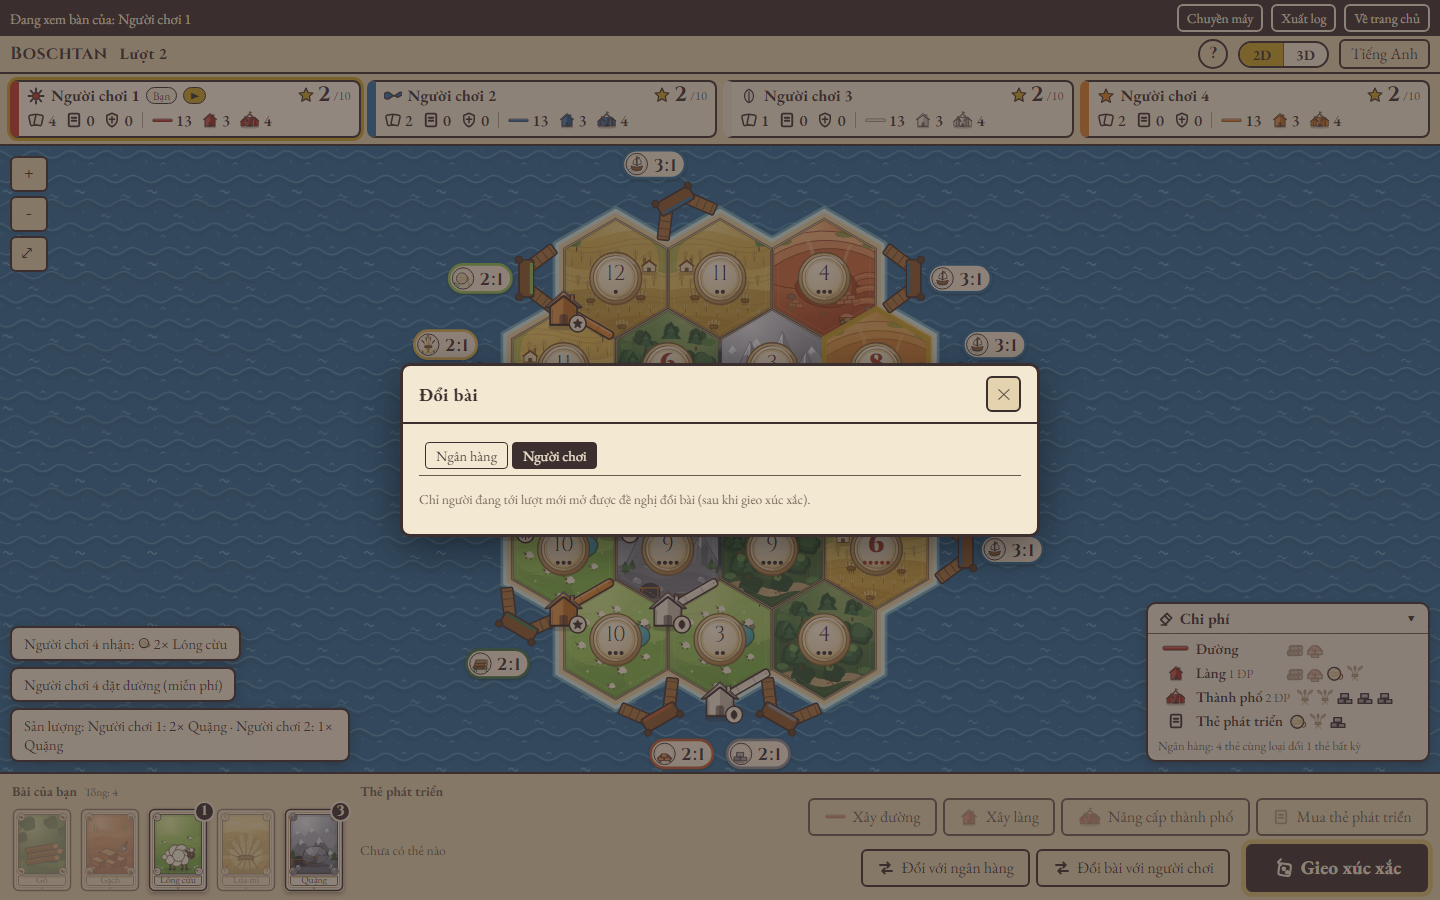 Đang xem bàn của: Người chơi 1
Chuyền máy
Xuất log
Về trang chủ
BOSCHTAN Lượt 2
?
2D
3D
Tiếng Anh
Người chơi 1 Bạn 2 /10
4 0 0 13 3 4
Người chơi 2 2 /10
2 0 0 13 3 4
Người chơi 3 2 /10
1 0 0 13 3 4
Người chơi 4 2 /10
2 0 0 13 3 4
+
-
3:1
2:1
12
11
4
3:1
2:1
11
6
3
8
3:1
Đổi bài
Ngân hàng
Người chơi
Chỉ người đang tới lượt mới mở được đề nghị đổi bài (sau khi gieo xúc xắc).
10
9
9
6
3:1
10
3
4
2:1
2:1
2:1
Người chơi 4 nhận: 2× Lông cừu
Người chơi 4 đặt đường (miễn phí)
Sản lượng: Người chơi 1: 2× Quặng · Người chơi 2: 1×
Quặng
Chi phí
Đường
Làng 1 ĐP
Thành phố 2 ĐP
Thẻ phát triển
Ngân hàng: 4 thẻ cùng loại đổi 1 thẻ bất kỳ
Bài của bạn Tổng: 4
Gỗ
Gạch
1
Lông cừu
Lúa mì
3
Quặng
Thẻ phát triển
Chưa có thẻ nào
Xây đường
Xây làng
Nâng cấp thành phố
Mua thẻ phát triển
Đổi với ngân hàng
Đổi bài với người chơi
Gieo xúc xắc